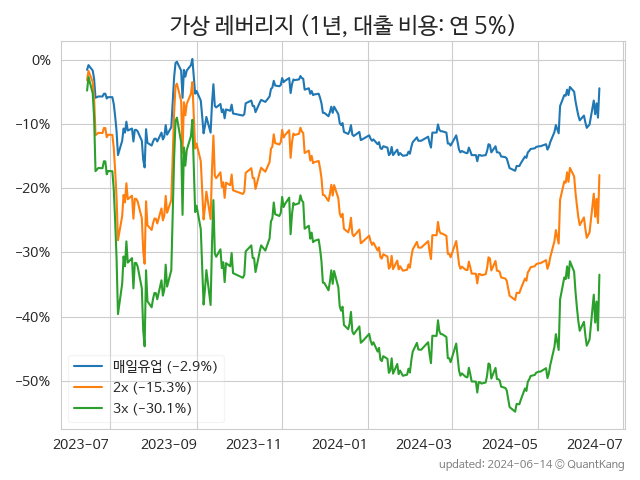 가상 레버리지 (1년, 대출 비용: 연 5%)
0%
−10%
−20%
−30%
−40%
−50%
매일유업 (−2.9%)
2x (−15.3%)
3x (−30.1%)
2023-07 2023-09 2023-11 2024-01 2024-03 2024-05 2024-07
updated: 2024-06-14 © QuantKang